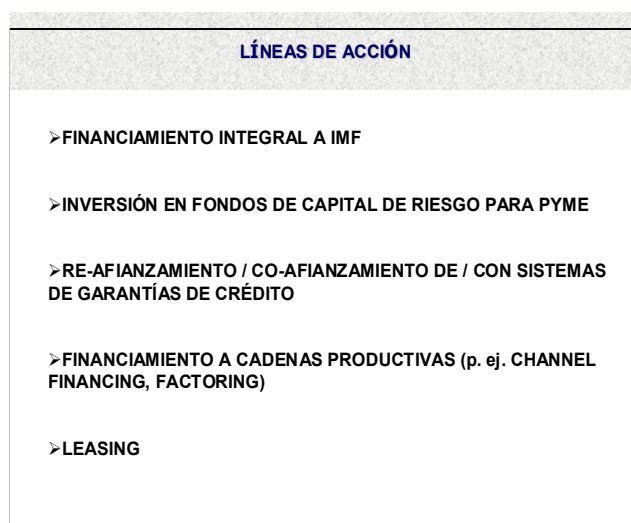 LÍNEAS DE ACCIÓN
➢FINANCIAMIENTO INTEGRAL A IMF
➢INVERSIÓN EN FONDOS DE CAPITAL DE RIESGO PARA PYME
➢RE-AFIANZAMIENTO / CO-AFIANZAMIENTO DE / CON SISTEMAS
DE GARANTÍAS DE CRÉDITO
➢FINANCIAMIENTO A CADENAS PRODUCTIVAS (p. ej. CHANNEL
FINANCING, FACTORING)
➢LEASING